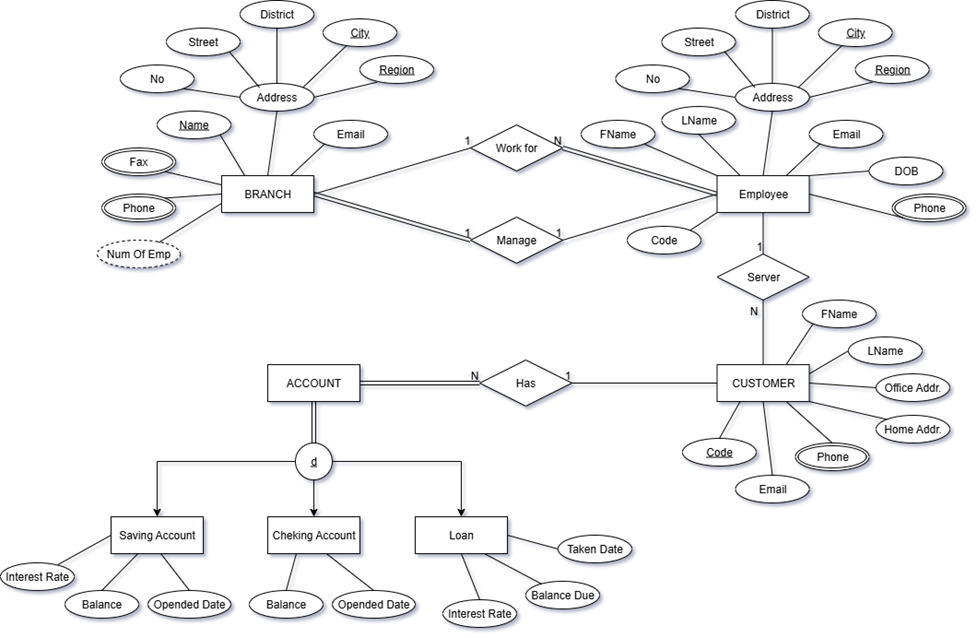 District
District
Street
City
Street
City
No
Region
No
Region
Address
Address
Name
Email
FName
LName
Email
Fax
1
Work for
N
DOB
BRANCH
Employee
Phone
Phone
Num Of Emp
1
Manage
1
Code
1
Server
N
FName
LName
ACCOUNT
N
Has
1
CUSTOMER
Office Addr.
Home Addr.
Code
Phone
Email
d
Saving Account
Cheking Account
Loan
Taken Date
Interest Rate
Balance
Opended Date
Balance
Opended Date
Interest Rate
Balance Due